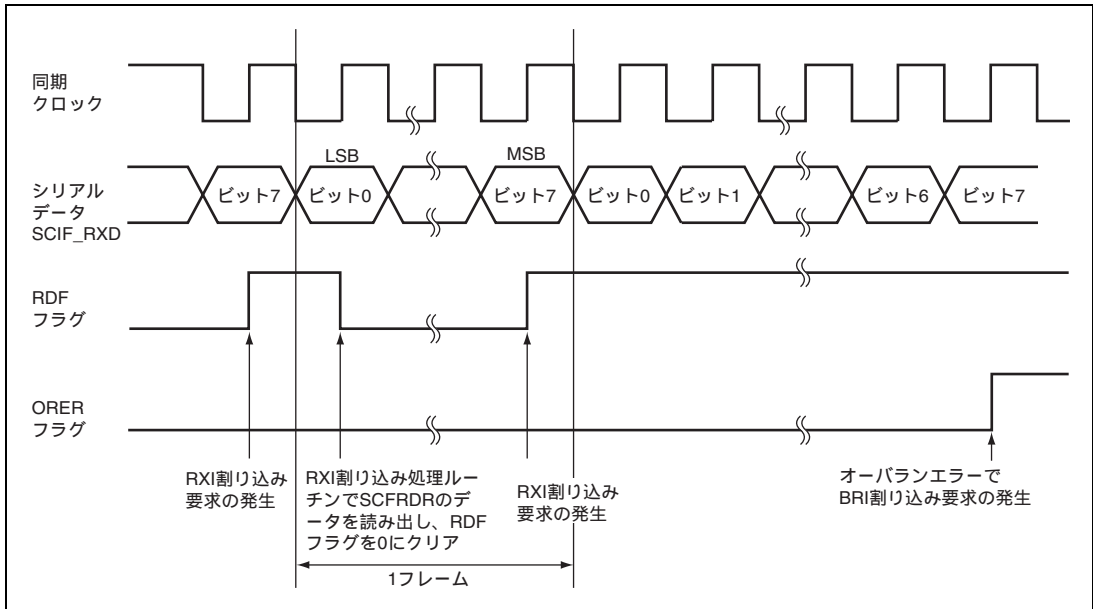 同期
クロック
LSB
MSB
シリアル
データ
SCIF_RXD
ビット7
ビット0
ビット7
ビット0
ビット1
ビット6
ビット7
RDF
フラグ
ORER
フラグ
RXI割り込み
要求の発生
RXI割り込み処理ルー
チンでSCFRDRのデ
ータを読み出し、RDF
フラグを0にクリア
RXI割り込み
要求の発生
オーバランエラーで
BRI割り込み要求の発生
1フレーム